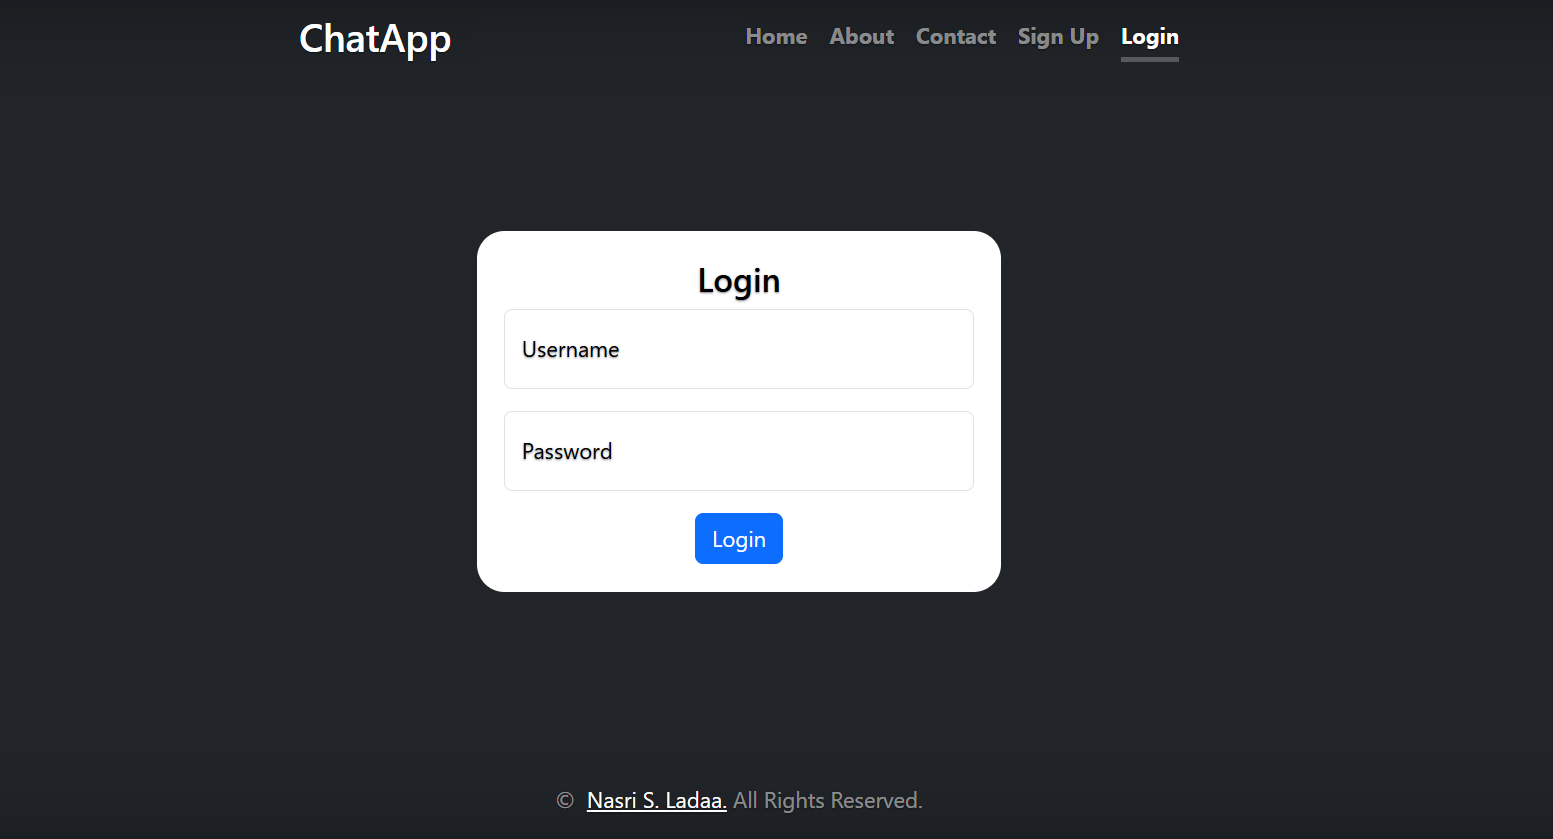 ChatApp Home About Contact Sign Up Login
Login
Username
Password
Login
© Nasri S. Ladaa. All Rights Reserved.